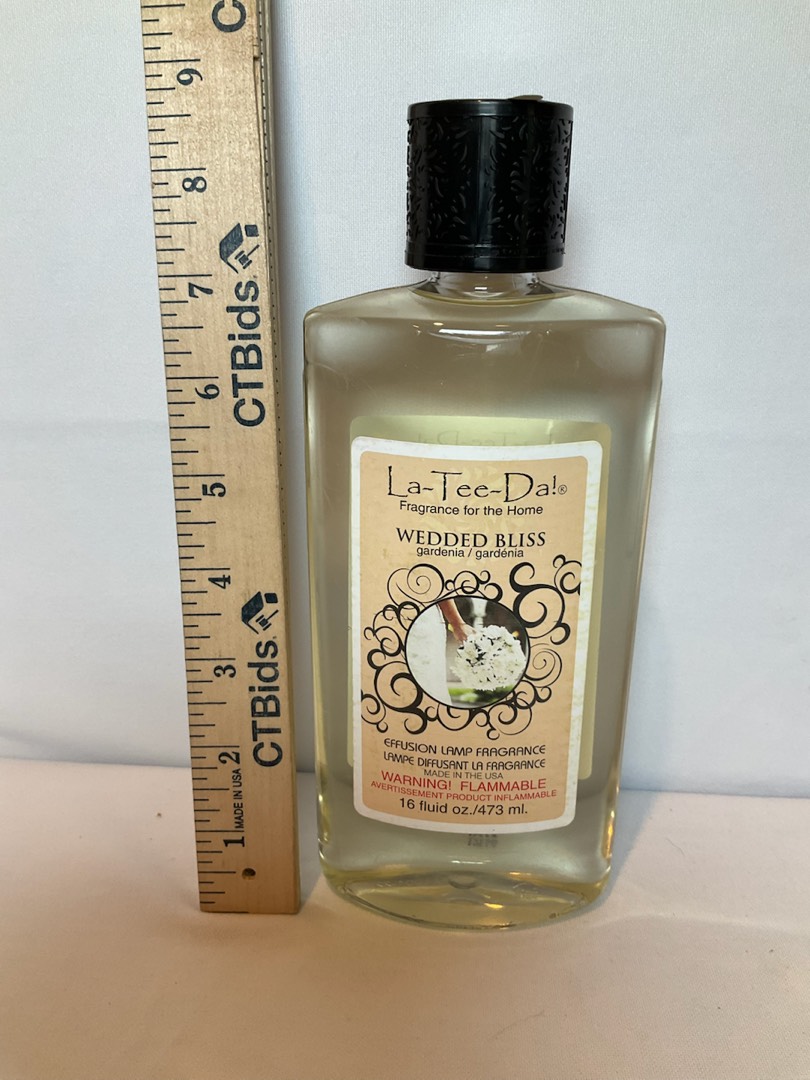 CT
9
8
CTBids.
7
6
5
4
CTBids.
3
2
MADE IN USA
1
La-Tee-Da!®
Fragrance for the Home
WEDDED BLISS
gardenia / gardénia
EFFUSION LAMP FRAGRANCE
LAMPE DIFFUSANT LA FRAGRANCE
MADE IN THE USA
WARNING! FLAMMABLE
AVERTISSEMENT PRODUCT INFLAMMABLE
16 fluid oz./473 ml.